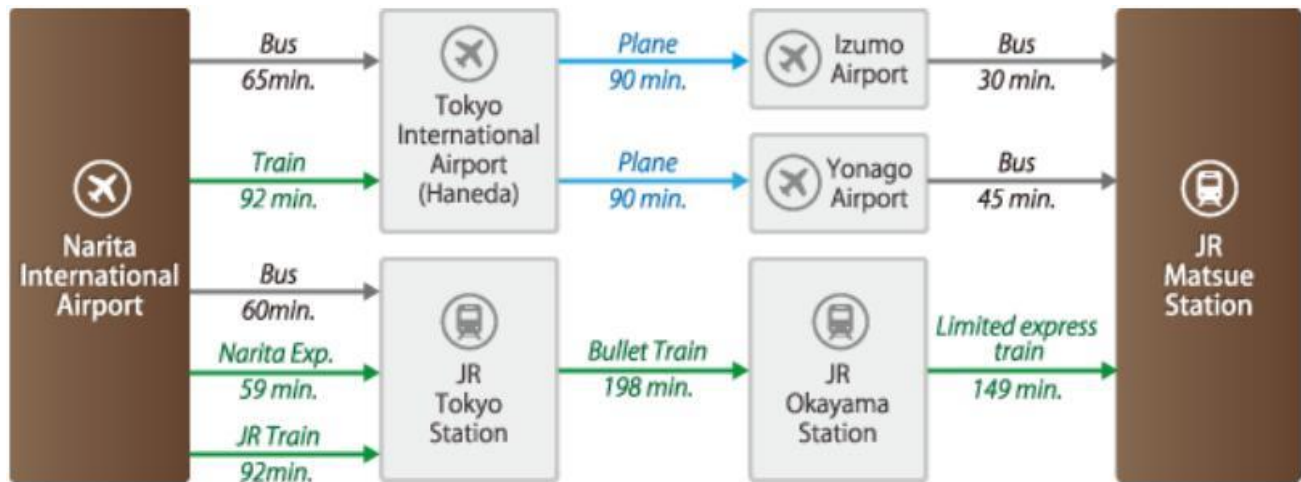 Narita
International
Airport
Bus
65min.
Train
92 min.
Bus
60min.
Narita Exp.
59 min.
JR Train
92min.
Tokyo
International
Airport
(Haneda)
JR
Tokyo
Station
Plane
90 min.
Plane
90 min.
Bullet Train
198 min.
Izumo
Airport
Yonago
Airport
JR
Okayama
Station
Bus
30 min.
Bus
45 min.
Limited express
train
149 min.
JR
Matsue
Station